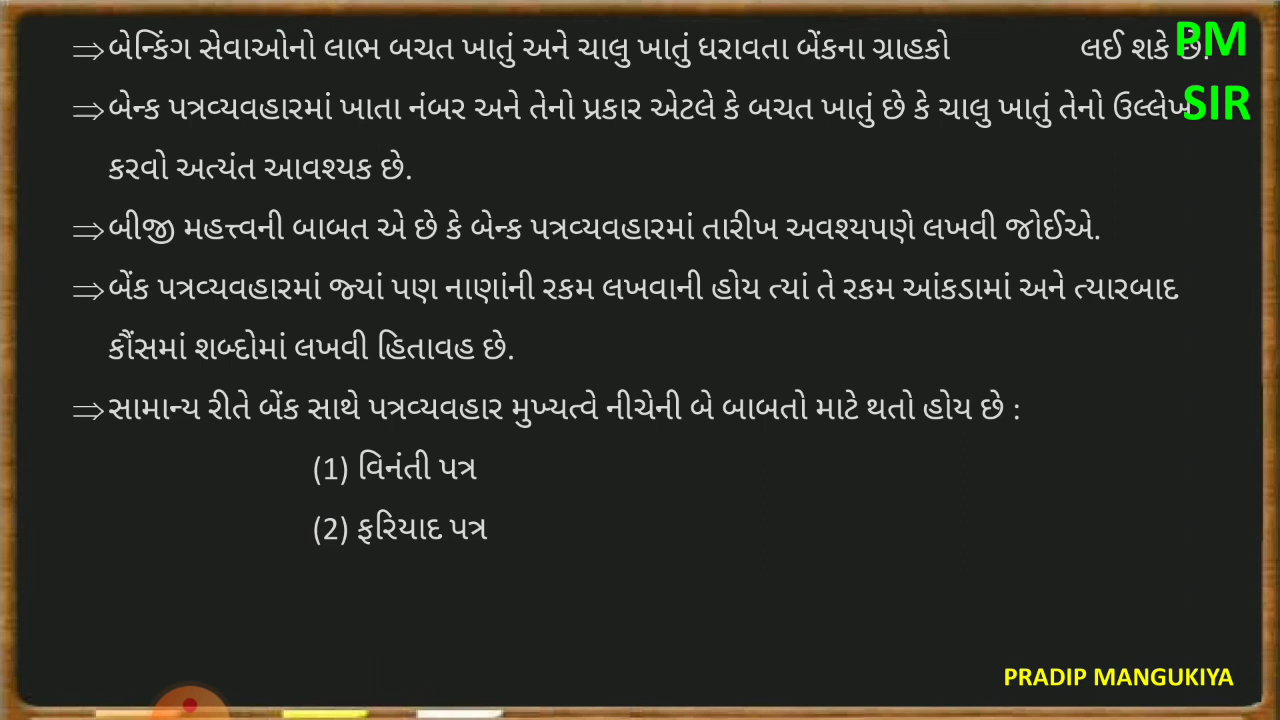 ⇒બેન્કિંગ સેવાઓનો લાભ બચત ખાતું અને ચાલુ ખાતું ધરાવતા બેંકના ગ્રાહકો લઈ શકે છે.
PM
⇒બેન્ક પત્રવ્યવહારમાં ખાતા નંબર અને તેનો પ્રકાર એટલે કે બચત ખાતું છે કે ચાલુ ખાતું તેનો ઉલ્લેખ
SIR
કરવો અત્યંત આવશ્યક છે.
⇒બીજી મહત્ત્વની બાબત એ છે કે બેન્ક પત્રવ્યવહારમાં તારીખ અવશ્યપણે લખવી જોઈએ.
⇒બેંક પત્રવ્યવહારમાં જ્યાં પણ નાણાંની રકમ લખવાની હોય ત્યાં તે રકમ આંકડામાં અને ત્યારબાદ
કૌંસમાં શબ્દોમાં લખવી હિતાવહ છે.
⇒સામાન્ય રીતે બેંક સાથે પત્રવ્યવહાર મુખ્યત્વે નીચેની બે બાબતો માટે થતો હોય છે :
(1) વિનંતી પત્ર
(2) ફરિયાદ પત્ર
PRADIP MANGUKIYA